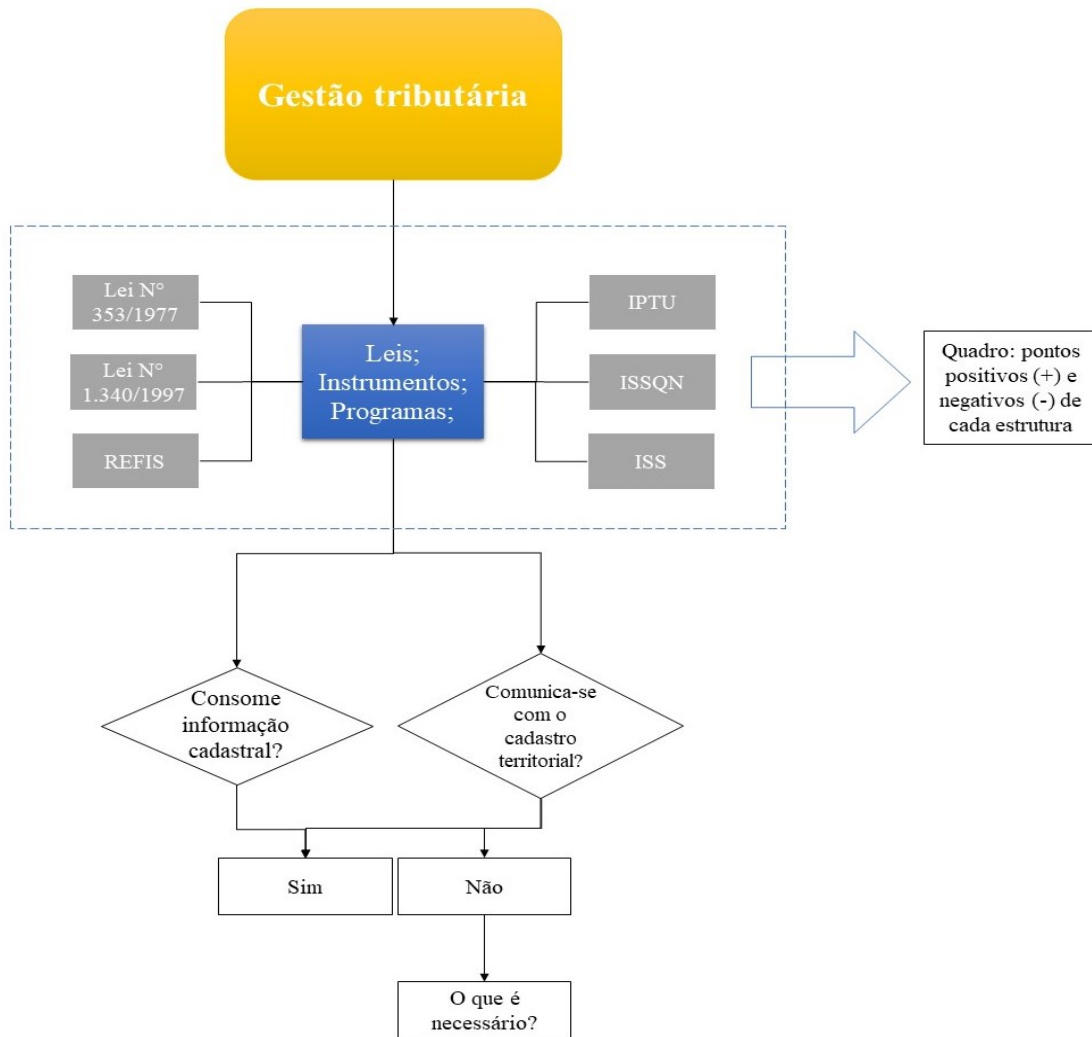 Gestão tributária
Lei N°
353/1977
Lei N°
1.340/1997
REFIS
Leis;
Instrumentos;
Programas;
IPTU
ISSQN
ISS
Quadro: pontos
positivos (+) e
negativos (-) de
cada estrutura
Consome
informação
cadastral?
Comunica-se
com o
cadastro
territorial?
Sim
Não
O que é
necessário?